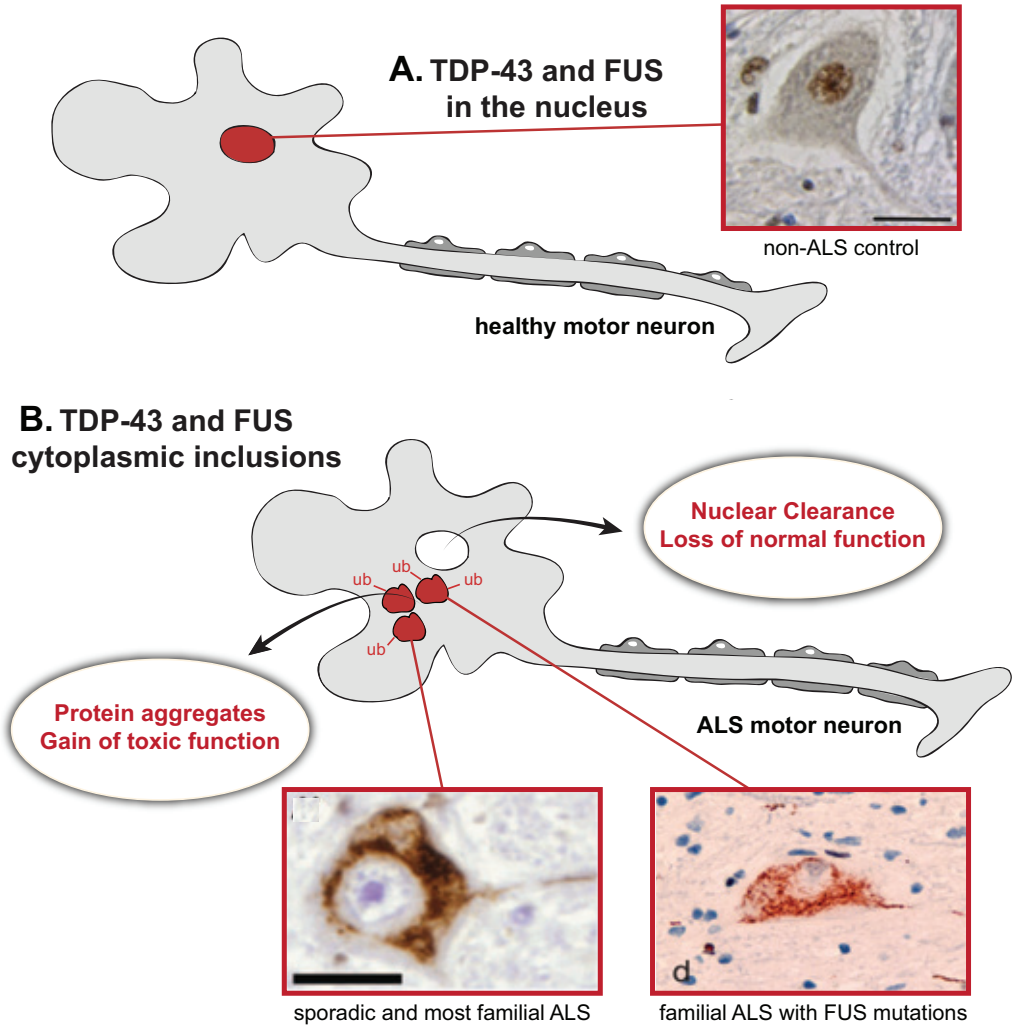 A. TDP-43 and FUS
in the nucleus
non-ALS control
healthy motor neuron
B. TDP-43 and FUS
cytoplasmic inclusions
Nuclear Clearance
Loss of normal function
ub
ub
ub
ub
Protein aggregates
Gain of toxic function
ALS motor neuron
d
sporadic and most familial ALS
familial ALS with FUS mutations